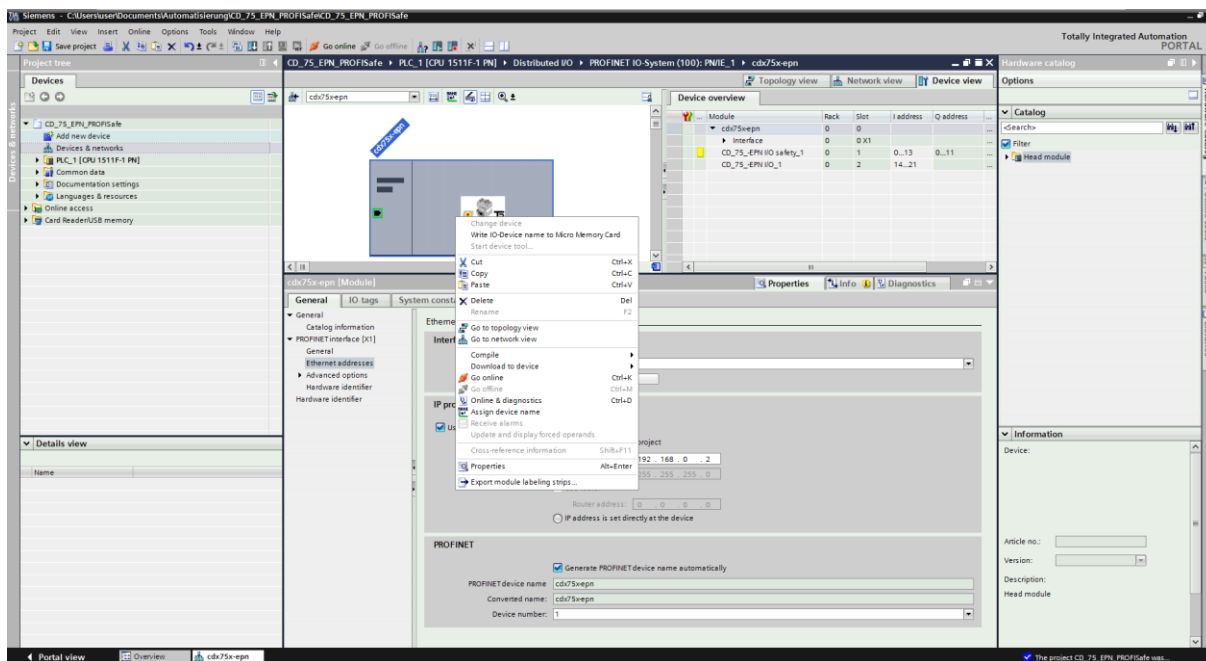 Siemens - C:\Users\user\Documents\Automatisierung\CD_75_EPN_PROFISafe\CD_75_EPN_PROFISafe
Project Edit View Insert Online Options Tools Window Help
Totally Integrated Automation
PORTAL
Save project
Go online
Go offline
Project tree
CD_75_EPN_PROFISafe
PLC_1 [CPU 1511F-1 PN]
Distributed I/O
PROFINET IO-System (100): PN/IE_1
cdx75x-epn
Hardware catalog
Devices
Topology view
Network view
Device view
Options
Devices & networks
CD_75_EPN_PROFISafe
Add new device
Devices & networks
PLC_1 [CPU 1511F-1 PN]
Common data
Documentation settings
Languages & resources
Online access
Card Reader/USB memory
cdx75x-epn
cdx75x-epn
Device overview
... Module Rack Slot I address Q address ...
cdx75x-epn 0 0
Interface 0 0 X1
CD_75_-EPN I/O safety_1 0 1 0...13 0...11
CD_75_-EPN I/O_1 0 2 14...21
Catalog
<Search>
Filter
Head module
Change device
Write IO-Device name to Micro Memory Card
Start device tool...
Cut Ctrl+X
Copy Ctrl+C
Paste Ctrl+V
Delete Del
Rename F2
Go to topology view
Go to network view
Compile
Download to device
Go online Ctrl+K
Go offline Ctrl+M
Online & diagnostics Ctrl+D
Assign device name
Receive alarms
Update and display forced operands
Cross-reference information Shift+F11
Properties Alt+Enter
Export module labeling strips...
cdx75x-epn [Module]
Properties
Info
Diagnostics
General
IO tags
System const
General
Catalog information
PROFINET interface [X1]
General
Ethernet addresses
Advanced options
Hardware identifier
Hardware identifier
Etherne
Interf
IP pro
Us
project
192 . 168 . 0 . 2
255 . 255 . 255 . 0
Router address: 0 . 0 . 0 . 0
IP address is set directly at the device
PROFINET
Generate PROFINET device name automatically
PROFINET device name cdx75x-epn
Converted name: cdx75x-epn
Device number: 1
Details view
Name
Information
Device:
Article no.:
Version:
Description:
Head module
Portal view
Overview
cdx75x-epn
The project CD_75_EPN_PROFISafe was...